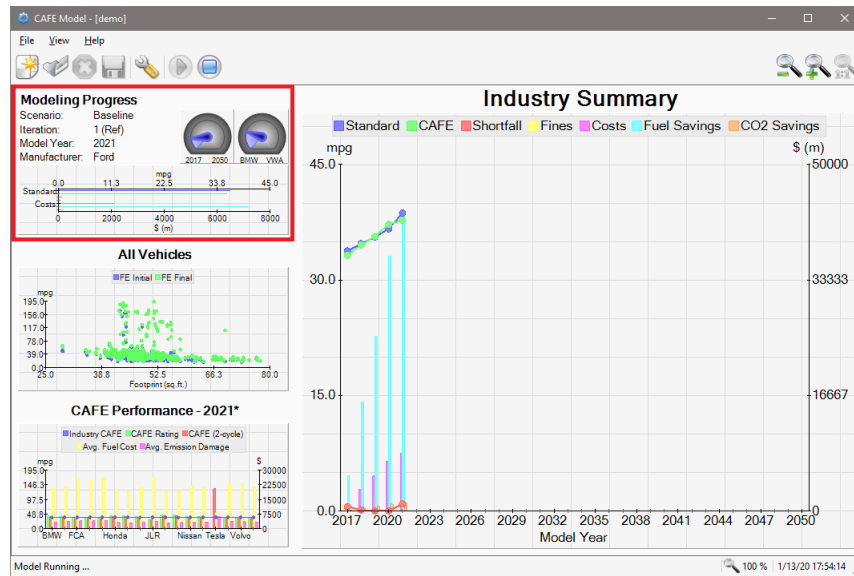 CAFE Model - [demo]
File View Help
Modeling Progress
Scenario: Baseline
Iteration: 1 (Ref)
Model Year: 2021
Manufacturer: Ford
2017 2050 BMW VWA
mpg
0.0 11.3 22.5 33.8 45.0
Standard
Costs
0 2000 4000 6000 8000
$ (m)
All Vehicles
FE Initial FE Final
mpg
195.0
156.0
117.0
78.0
39.0
0.0
25.0 38.8 52.5 66.3 80.0
Footprint (sq.ft.)
CAFE Performance - 2021*
Industry CAFE CAFE Rating CAFE (2-cycle)
Avg. Fuel Cost Avg. Emission Damage
mpg $
195.0 30000
146.3 22500
97.5 15000
48.8 7500
0.0 0
BMW FCA Honda JLR Nissan Tesla Volvo
Industry Summary
Standard CAFE Shortfall Fines Costs Fuel Savings CO2 Savings
mpg $ (m)
45.0 50000
30.0 33333
15.0 16667
0.0 0
2017 2020 2023 2026 2029 2032 2035 2038 2041 2044 2047 2050
Model Year
Model Running ... 100 % 1/13/20 17:54:14